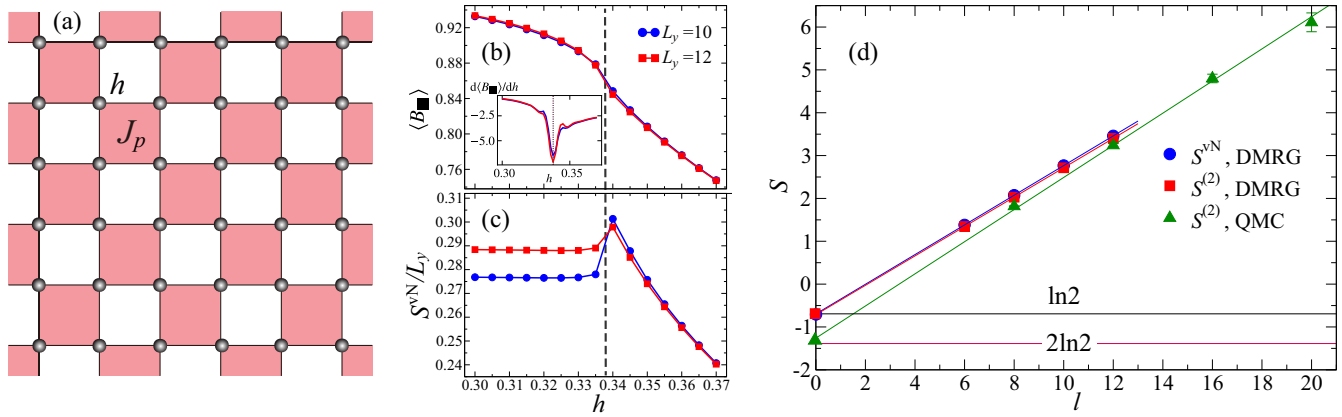 (a)
h
J_p
(b)
⟨B■⟩
0.92
0.88
0.84
0.80
0.76
L_y =10
L_y =12
d⟨B■⟩/dh
−2.5
−5.0
0.30
0.35
h
(c)
S^vN/L_y
0.31
0.30
0.29
0.28
0.27
0.26
0.25
0.24
0.30 0.31 0.32 0.33 0.34 0.35 0.36 0.37
h
(d)
S
6
5
4
3
2
1
0
-1
-2
S^vN, DMRG
S^(2), DMRG
S^(2), QMC
ln2
2ln2
0 2 4 6 8 10 12 14 16 18 20
l